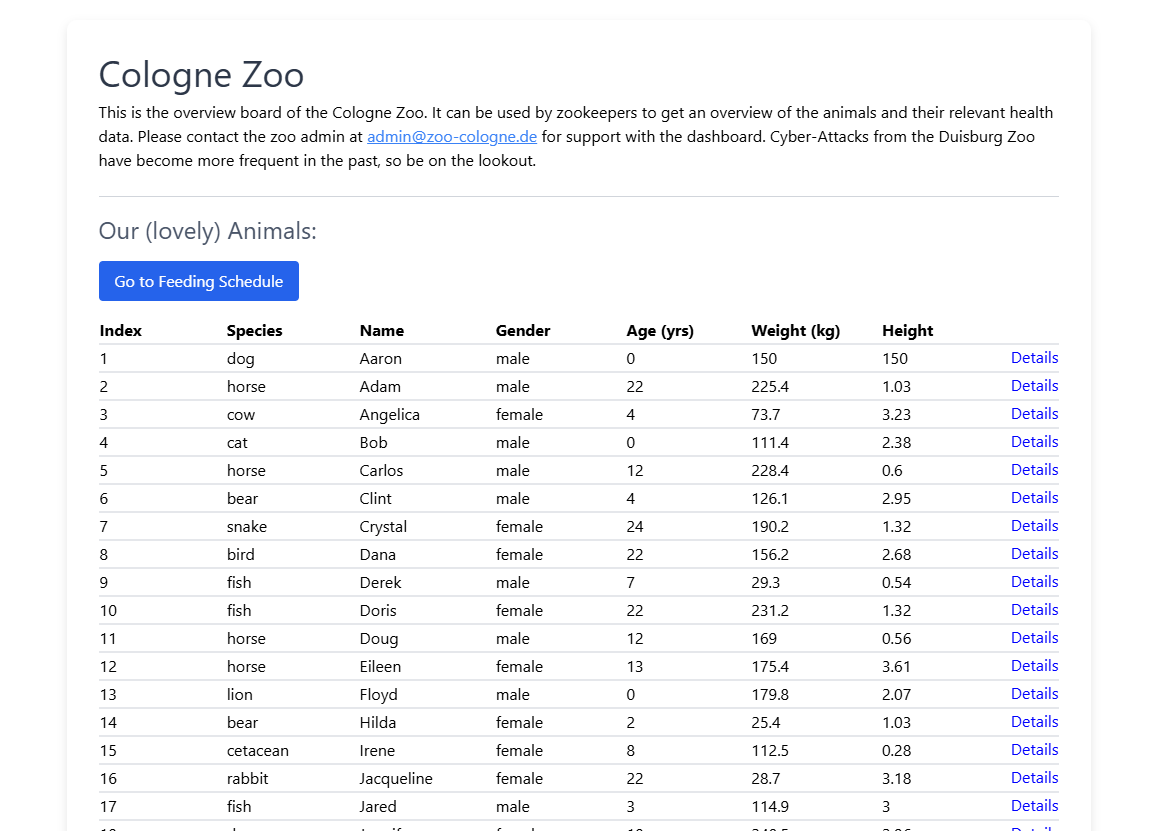 Cologne Zoo
This is the overview board of the Cologne Zoo. It can be used by zookeepers to get an overview of the animals and their relevant health
data. Please contact the zoo admin at admin@zoo-cologne.de for support with the dashboard. Cyber-Attacks from the Duisburg Zoo
have become more frequent in the past, so be on the lookout.
Our (lovely) Animals:
Go to Feeding Schedule
Index Species Name Gender Age (yrs) Weight (kg) Height
1 dog Aaron male 0 150 150 Details
2 horse Adam male 22 225.4 1.03 Details
3 cow Angelica female 4 73.7 3.23 Details
4 cat Bob male 0 111.4 2.38 Details
5 horse Carlos male 12 228.4 0.6 Details
6 bear Clint male 4 126.1 2.95 Details
7 snake Crystal female 24 190.2 1.32 Details
8 bird Dana female 22 156.2 2.68 Details
9 fish Derek male 7 29.3 0.54 Details
10 fish Doris female 22 231.2 1.32 Details
11 horse Doug male 12 169 0.56 Details
12 horse Eileen female 13 175.4 3.61 Details
13 lion Floyd male 0 179.8 2.07 Details
14 bear Hilda female 2 25.4 1.03 Details
15 cetacean Irene female 8 112.5 0.28 Details
16 rabbit Jacqueline female 22 28.7 3.18 Details
17 fish Jared male 3 114.9 3 Details